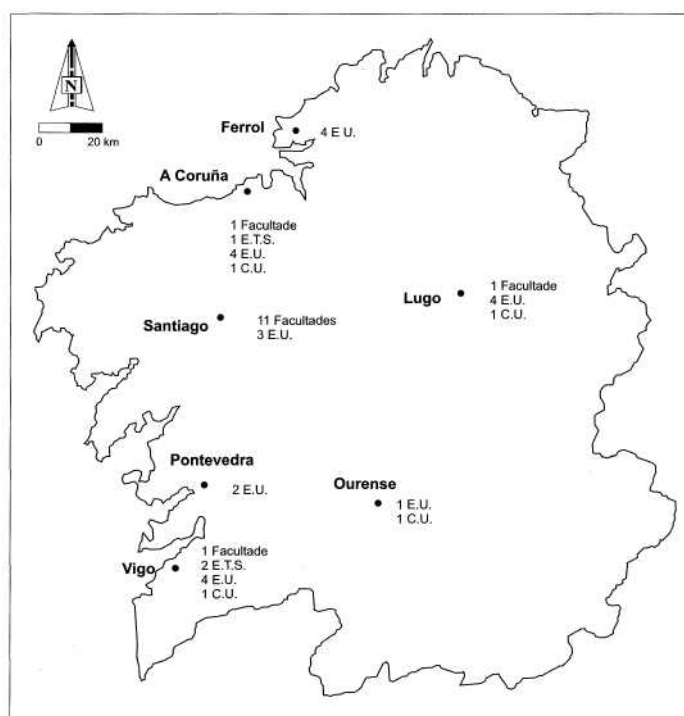 N
0 20 km
Ferrol
4 E.U.
A Coruña
1 Facultade
1 E.T.S.
4 E.U.
1 C.U.
Lugo
1 Facultade
4 E.U.
1 C.U.
Santiago
11 Facultades
3 E.U.
Pontevedra
2 E.U.
Ourense
1 E.U.
1 C.U.
Vigo
1 Facultade
2 E.T.S.
4 E.U.
1 C.U.